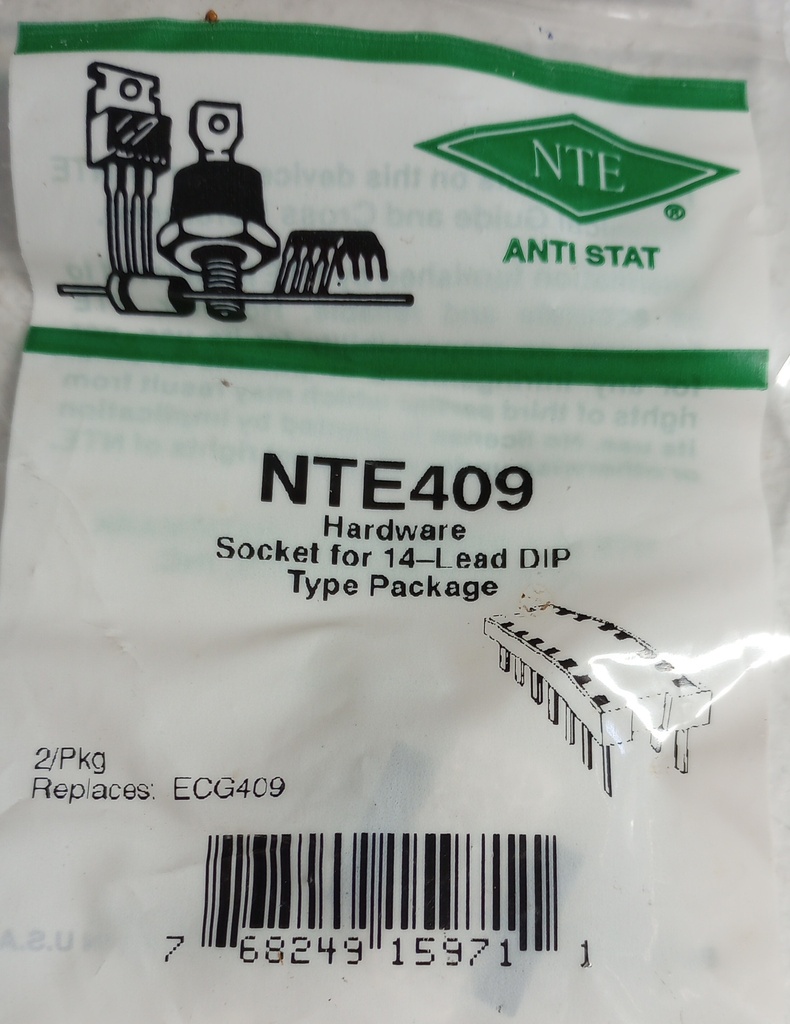 NTE
®
ANTI STAT
NTE409
Hardware
Socket for 14–Lead DIP
Type Package
2/Pkg
Replaces: ECG409
7 68249 15971 1